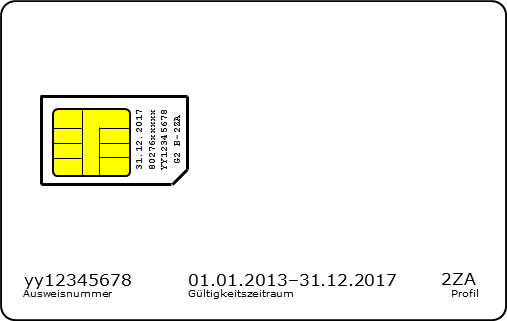 31.12.2017
80276xxxxx
YY12345678
G2 B-2ZA
yy12345678 01.01.2013–31.12.2017 2ZA
Ausweisnummer Gültigkeitszeitraum Profil